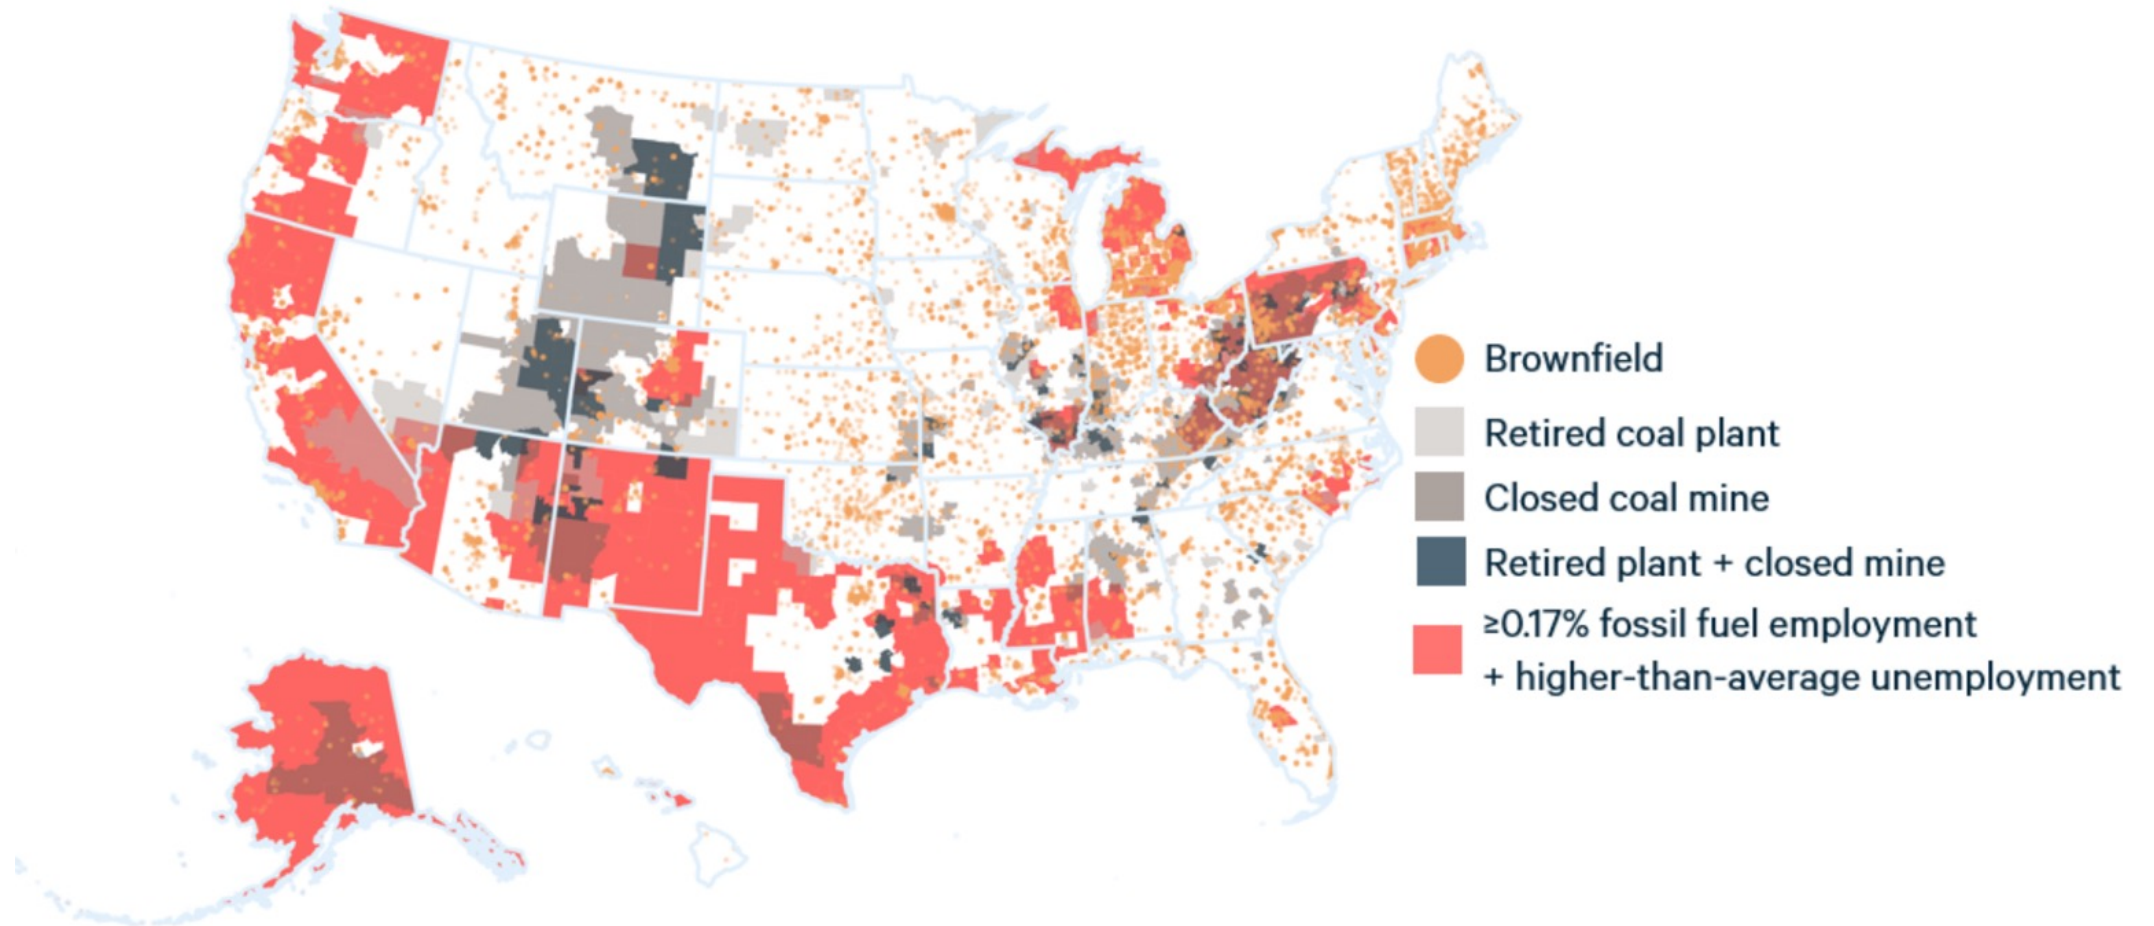 Brownfield
Retired coal plant
Closed coal mine
Retired plant + closed mine
≥0.17% fossil fuel employment
+ higher-than-average unemployment